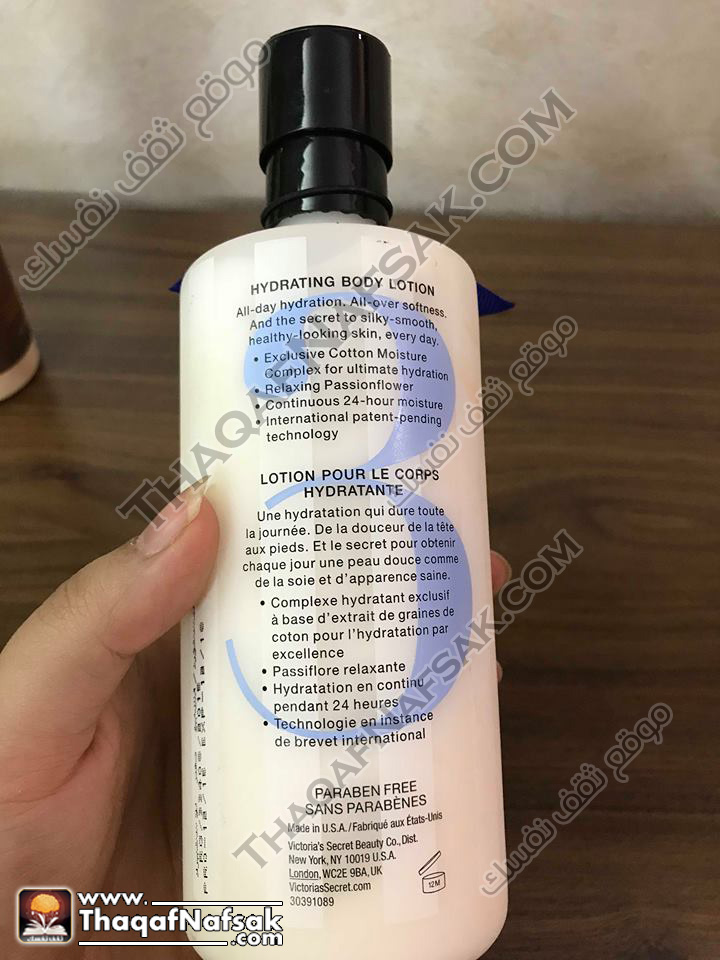 HYDRATING BODY LOTION
All-day hydration. All-over softness.
And the secret to silky-smooth,
healthy-looking skin, every day.
• Exclusive Cotton Moisture
Complex for ultimate hydration
• Relaxing Passionflower
• Continuous 24-hour moisture
• International patent-pending
technology
LOTION POUR LE CORPS
HYDRATANTE
Une hydratation qui dure toute
la journée. De la douceur de la tête
aux pieds. Et le secret pour obtenir
chaque jour une peau douce comme
de la soie et d'apparence saine.
• Complexe hydratant exclusif
à base d'extrait de graines de
coton pour l'hydratation par
excellence
• Passiflore relaxante
• Hydratation en continu
pendant 24 heures
• Technologie en instance
de brevet international
3
PARABEN FREE
SANS PARABÈNES
Made in U.S.A./Fabriqué aux États-Unis
Victoria's Secret Beauty Co., Dist.
New York, NY 10019 U.S.A.
London, WC2E 9BA, UK
VictoriasSecret.com
30391089
12M
موقع ثقف نفسك
THAQAFNAFSAK.COM
موقع ثقف نفسك
THAQAFNAFSAK.COM
موقع ثقف نفسك
www.
ThaqafNafsak
.com